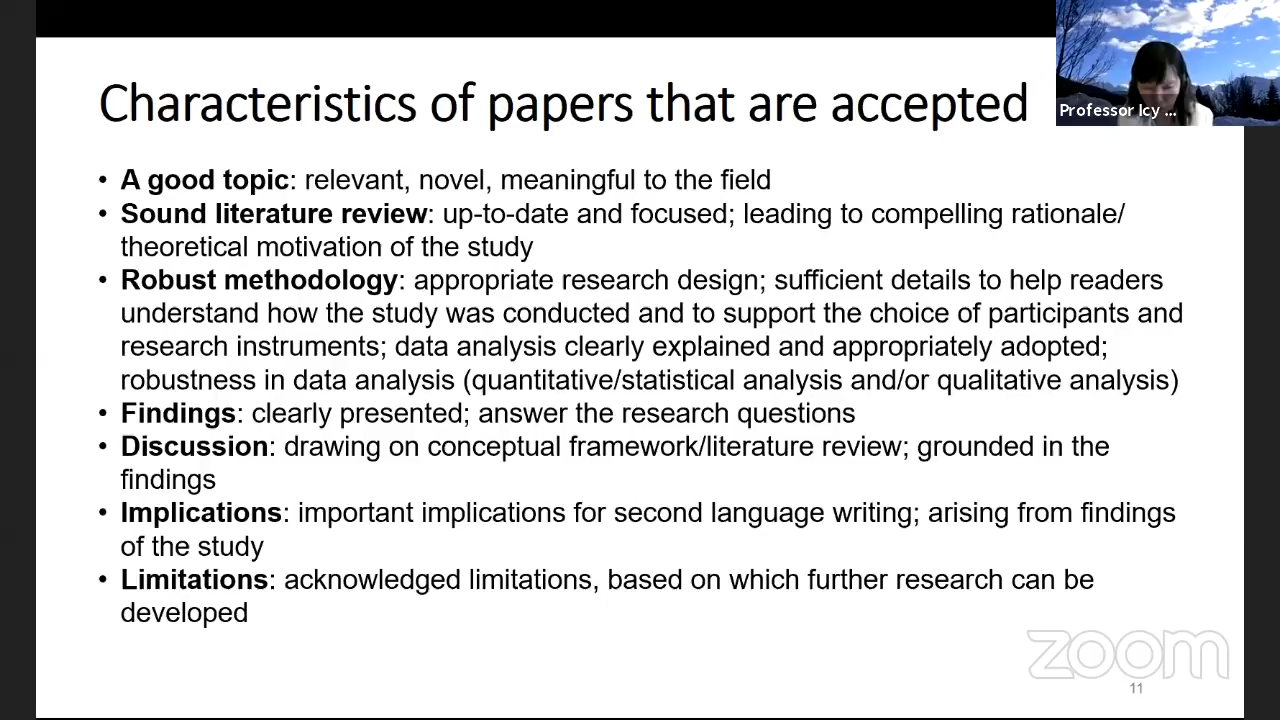 Characteristics of papers that are accepted
Professor Icy ...
• A good topic: relevant, novel, meaningful to the field
• Sound literature review: up-to-date and focused; leading to compelling rationale/
theoretical motivation of the study
• Robust methodology: appropriate research design; sufficient details to help readers
understand how the study was conducted and to support the choice of participants and
research instruments; data analysis clearly explained and appropriately adopted;
robustness in data analysis (quantitative/statistical analysis and/or qualitative analysis)
• Findings: clearly presented; answer the research questions
• Discussion: drawing on conceptual framework/literature review; grounded in the
findings
• Implications: important implications for second language writing; arising from findings
of the study
• Limitations: acknowledged limitations, based on which further research can be
developed
zoom
11